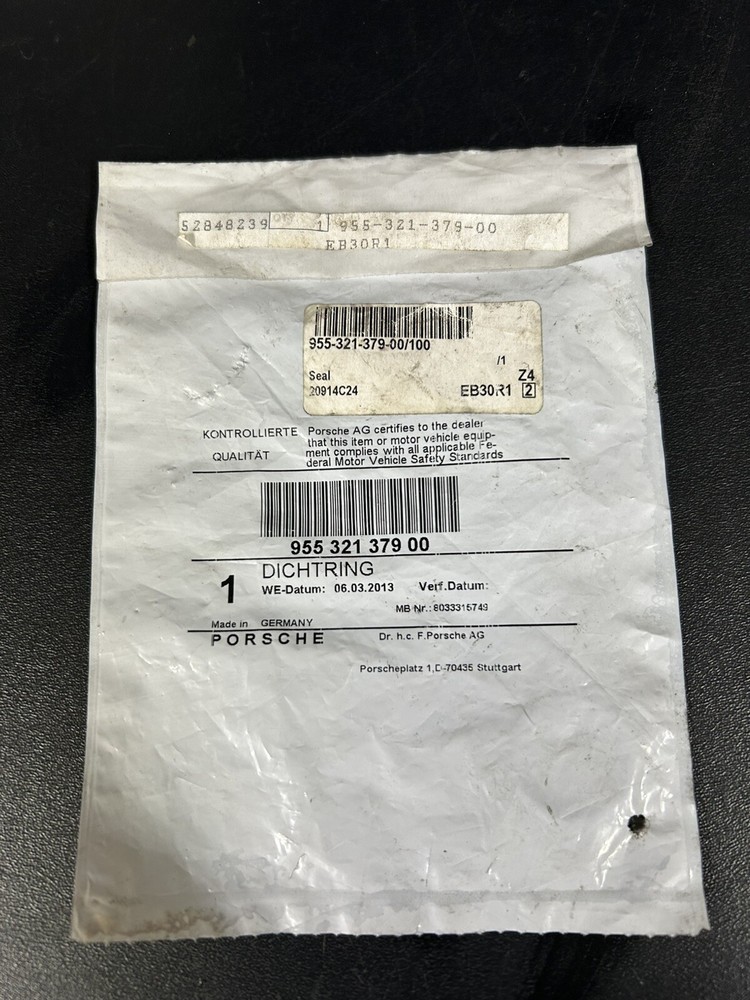 52848239 1 955-321-379-00
EB30R1
955-321-379-00/100
/1
Seal Z4
20914C24 EB30R1 2
KONTROLLIERTE
QUALITÄT
Porsche AG certifies to the dealer
that this item or motor vehicle equip-
ment complies with all applicable Fe-
deral Motor Vehicle Safety Standards
955 321 379 00
1 DICHTRING
WE-Datum: 06.03.2013 Verf.Datum:
MB Nr.: 8033315749
Made in GERMANY
PORSCHE Dr. h.c. F.Porsche AG
Porscheplatz 1,D-70435 Stuttgart